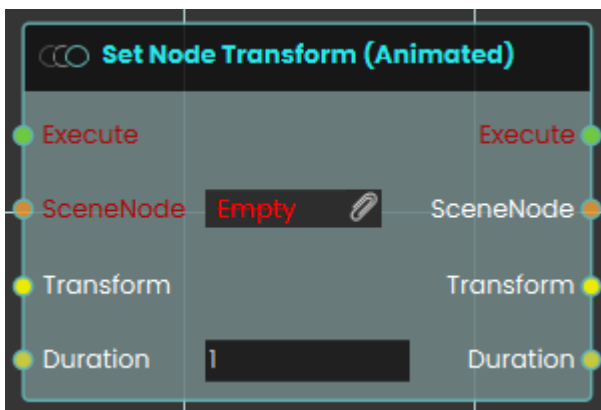 Set Node Transform (Animated)
Execute Execute
SceneNode Empty SceneNode
Transform Transform
Duration 1 Duration